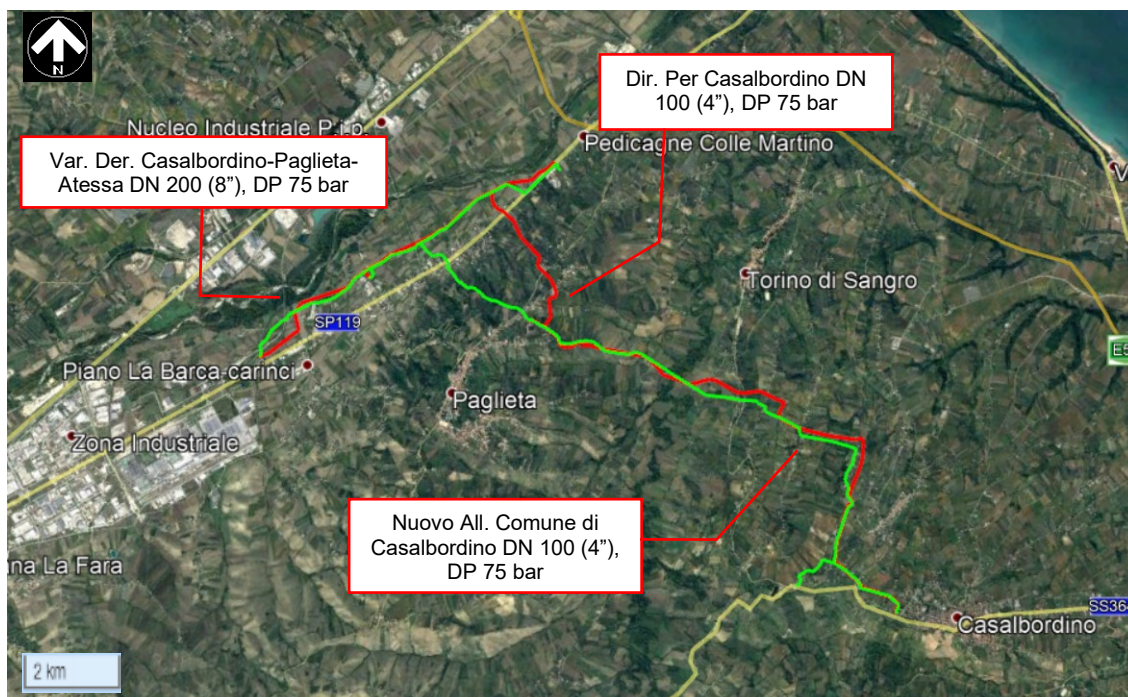 N
Dir. Per Casalbordino DN
100 (4”), DP 75 bar
Nucleo Industriale P.i.p.
Pedicagne Colle Martino
Var. Der. Casalbordino-Paglieta-
Atessa DN 200 (8”), DP 75 bar
V
Torino di Sangro
SP119
E5
Piano La Barca-carinci
Paglieta
Zona Industriale
Nuovo All. Comune di
Casalbordino DN 100 (4”),
DP 75 bar
na La Fara
SS364
Casalbordino
2 km